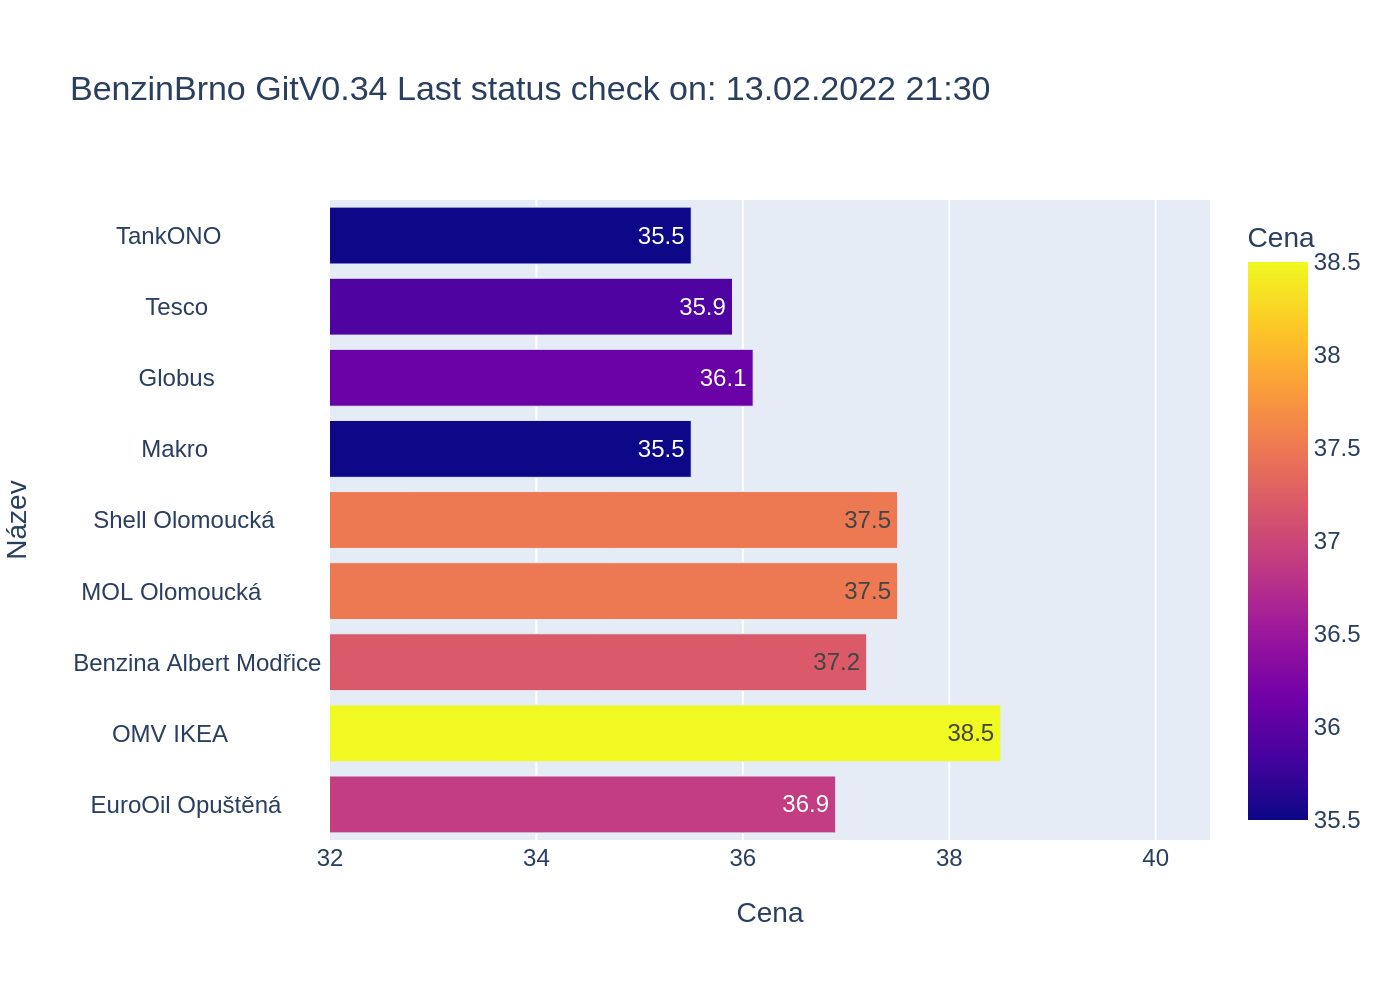 BenzinBrno GitV0.34 Last status check on: 13.02.2022 21:30
TankONO 35.5
Tesco 35.9
Globus 36.1
Makro 35.5
Shell Olomoucká 37.5
MOL Olomoucká 37.5
Benzina Albert Modřice 37.2
OMV IKEA 38.5
EuroOil Opuštěná 36.9
Název
32 34 36 38 40
Cena
Cena
38.5
38
37.5
37
36.5
36
35.5